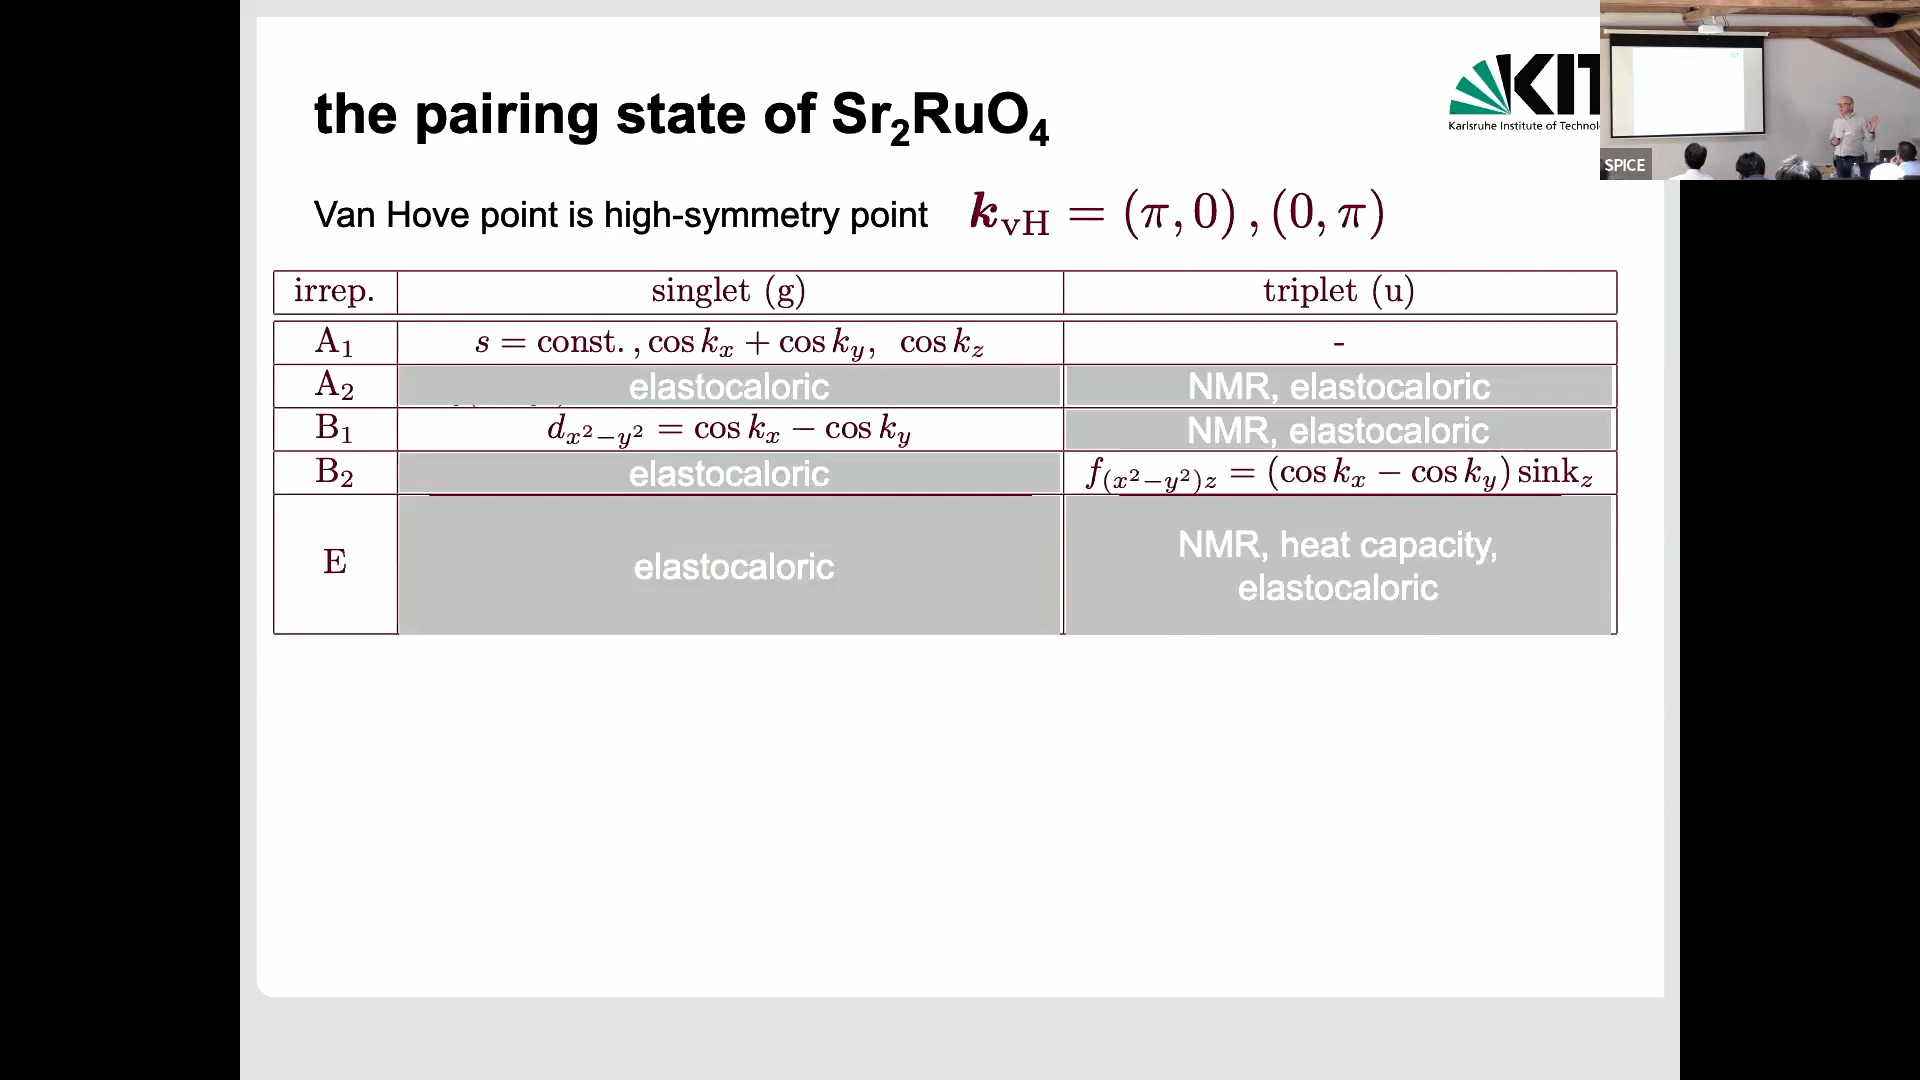 the pairing state of Sr₂RuO₄
KIT
Karlsruhe Institute of Technol
SPICE
Van Hove point is high-symmetry point k_vH = (π, 0) , (0, π)
irrep. singlet (g) triplet (u)
A₁ s = const. , cos kₓ + cos k_y, cos k_z -
A₂ elastocaloric NMR, elastocaloric
B₁ d_{x²−y²} = cos kₓ − cos k_y NMR, elastocaloric
B₂ elastocaloric f_{(x²−y²)z} = (cos kₓ − cos k_y) sink_z
E elastocaloric NMR, heat capacity,
elastocaloric